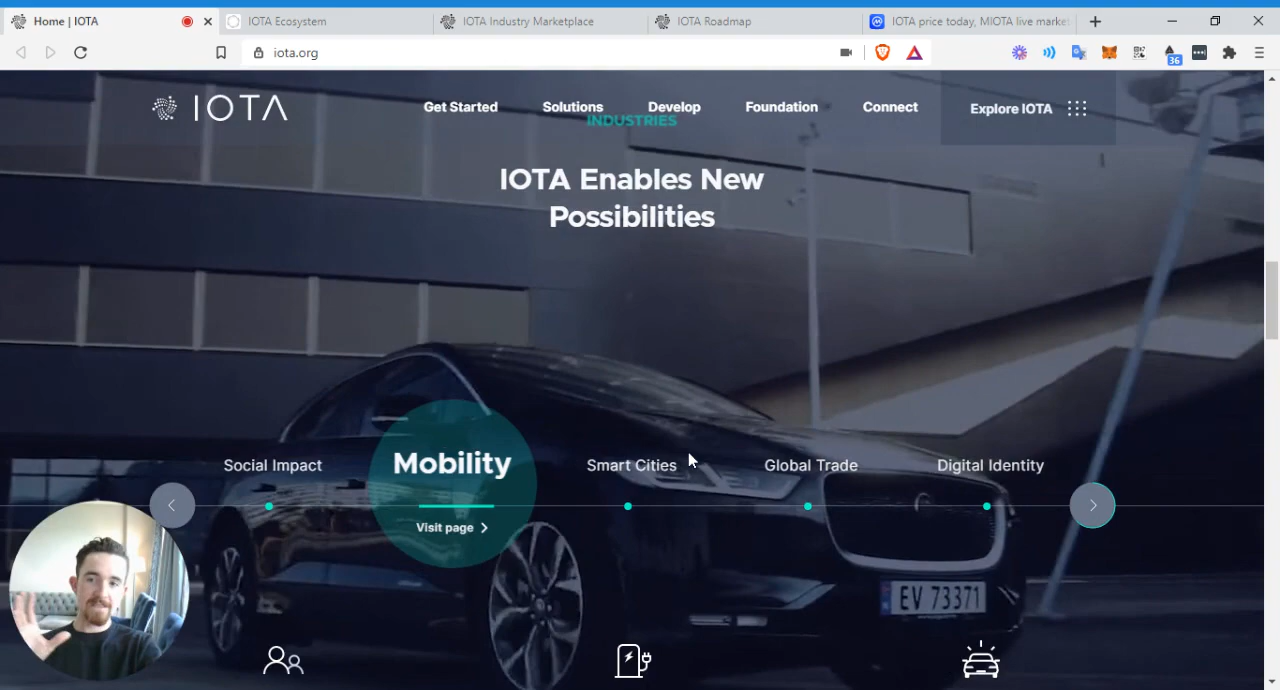 Home | IOTA
IOTA Ecosystem
IOTA Industry Marketplace
IOTA Roadmap
IOTA price today, MIOTA live market
iota.org
36
IOTA
Get Started
Solutions
Develop
Foundation
Connect
Explore IOTA
INDUSTRIES
IOTA Enables New
Possibilities
Social Impact
Mobility
Smart Cities
Global Trade
Digital Identity
Visit page
EV 73371